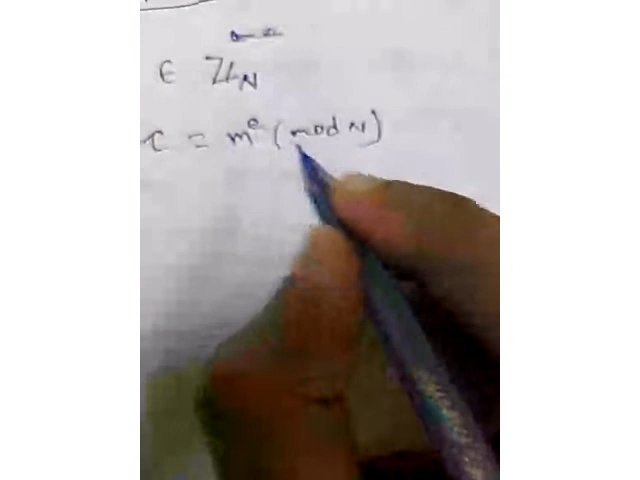 ∈ ℤ_N
c = m^e (mod N)